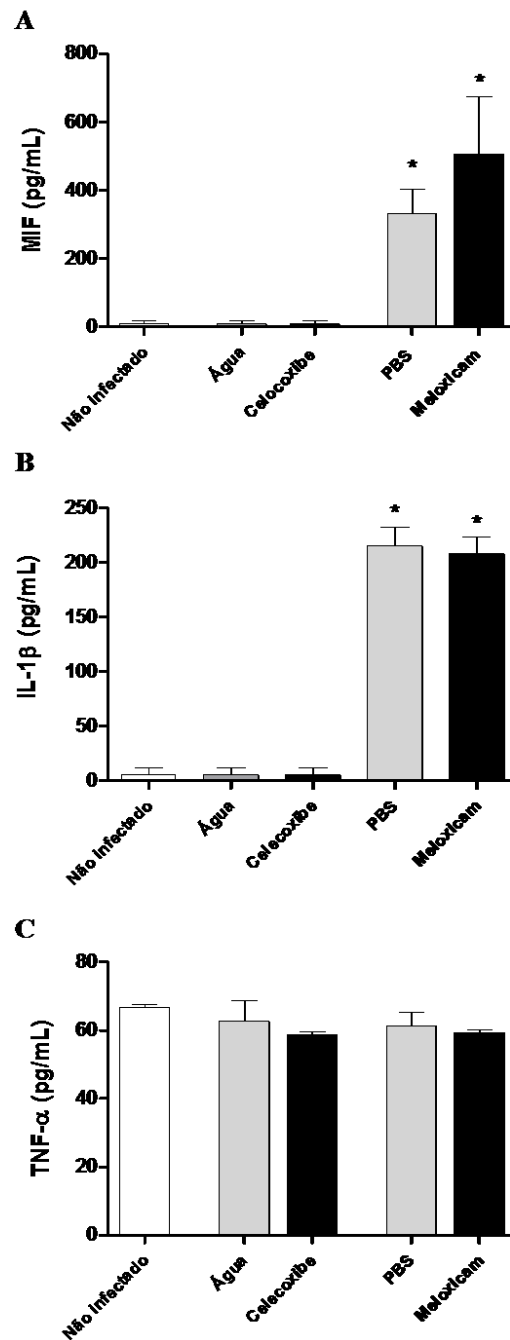 A
800
600
400
200
0
MIF (pg/mL)
*
*
Não infectado
Água
Celocoxibe
PBS
Meloxicam
B
250
200
150
100
50
0
IL-1β (pg/mL)
*
*
Não infectado
Água
Celecoxibe
PBS
Meloxicam
C
80
60
40
20
0
TNF-α (pg/mL)
Não infectado
Água
Celecoxibe
PBS
Meloxicam